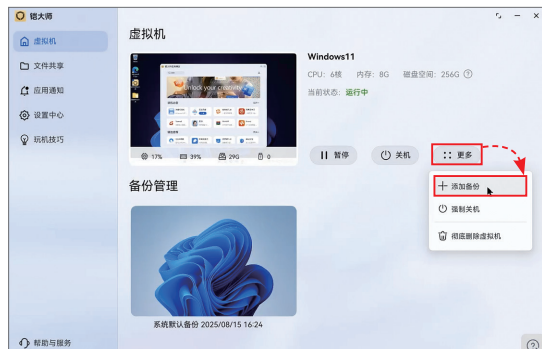 铠大师
虚拟机
文件共享
应用通知
设置中心
玩机技巧
帮助与服务
虚拟机
Unlock your creativity
17%
39%
29G
0
Windows11
CPU: 6核 内存: 8G 磁盘空间: 256G
当前状态: 运行中
暂停
关机
更多
添加备份
强制关机
彻底删除虚拟机
备份管理
系统默认备份 2025/08/15 16:24